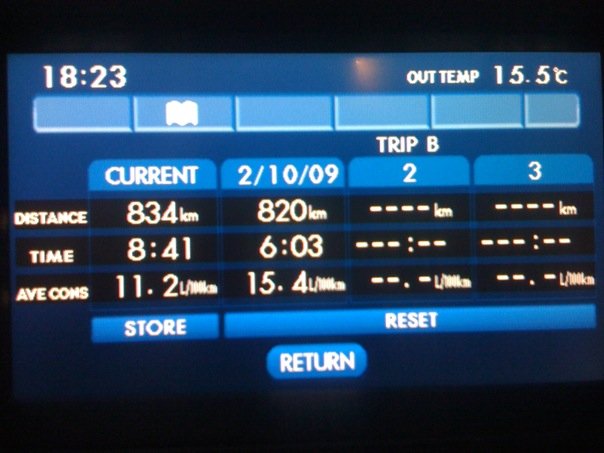 18:23 OUT TEMP 15.5℃
TRIP B
CURRENT 2/10/09 2 3
DISTANCE 834km 820km ----km ----km
TIME 8:41 6:03 ---:-- ---:--
AVE CONS 11.2L/100km 15.4L/100km --.-L/100km --.-L/100km
STORE RESET
RETURN